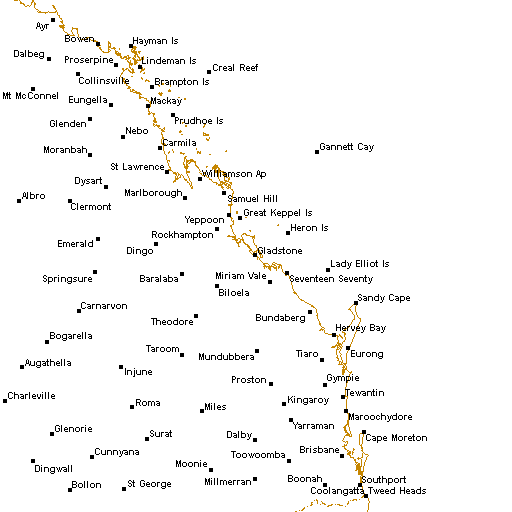 Ayr
Bowen
Hayman Is
Dalbeg
Proserpine
Lindeman Is
Creal Reef
Collinsville
Brampton Is
Mt McConnel
Eungella
Mackay
Glenden
Prudhoe Is
Nebo
Carmila
Moranbah
Gannett Cay
St Lawrence
Williamson Ap
Dysart
Marlborough
Samuel Hill
Albro
Clermont
Yeppoon
Great Keppel Is
Rockhampton
Heron Is
Emerald
Dingo
Gladstone
Lady Elliot Is
Springsure
Baralaba
Miriam Vale
Seventeen Seventy
Biloela
Sandy Cape
Carnarvon
Theodore
Bundaberg
Hervey Bay
Bogarella
Taroom
Mundubbera
Tiaro
Eurong
Augathella
Injune
Proston
Gympie
Tewantin
Charleville
Roma
Miles
Kingaroy
Maroochydore
Glenorie
Surat
Dalby
Yarraman
Cape Moreton
Cunnyana
Toowoomba
Brisbane
Dingwall
Moonie
Bollon
St George
Millmerran
Boonah
Southport
Coolangatta
Tweed Heads